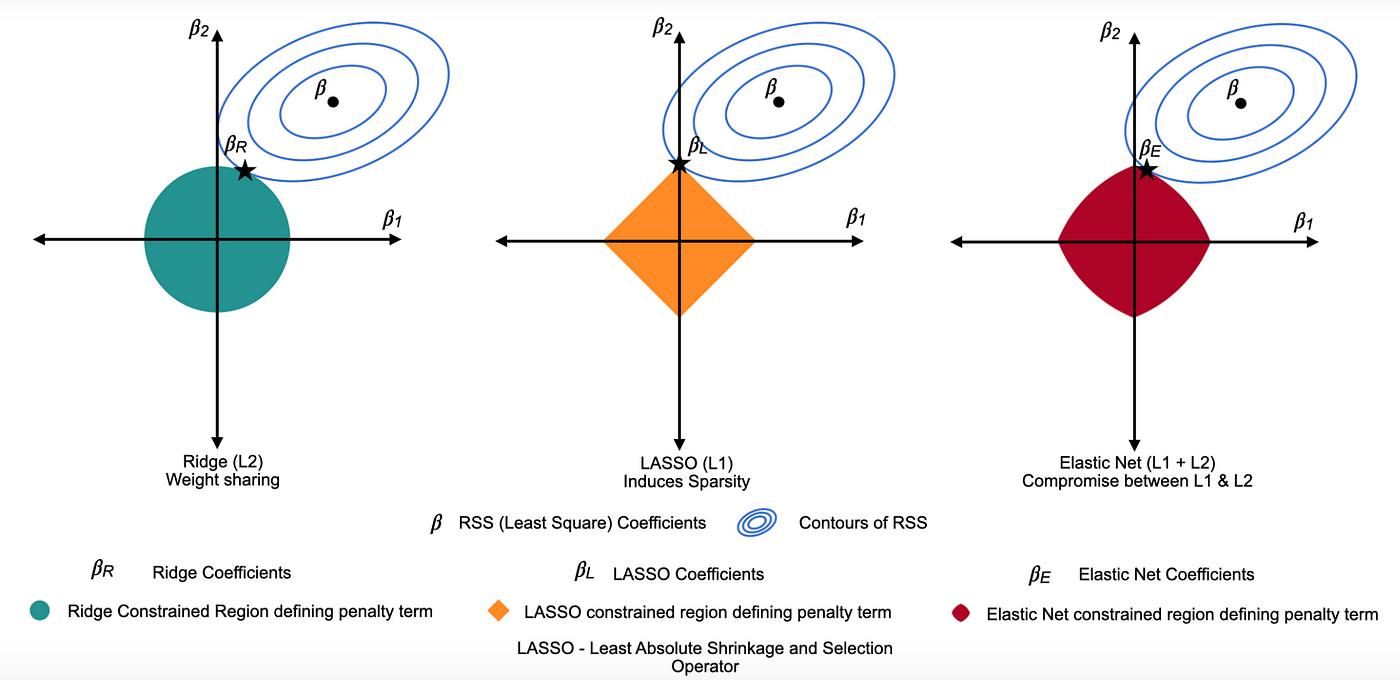 β2
β
βR
β1
Ridge (L2)
Weight sharing
β2
β
βL
β1
LASSO (L1)
Induces Sparsity
β2
β
βE
β1
Elastic Net (L1 + L2)
Compromise between L1 & L2
β RSS (Least Square) Coefficients
Contours of RSS
βR Ridge Coefficients
βL LASSO Coefficients
βE Elastic Net Coefficients
Ridge Constrained Region defining penalty term
LASSO constrained region defining penalty term
Elastic Net constrained region defining penalty term
LASSO - Least Absolute Shrinkage and Selection
Operator